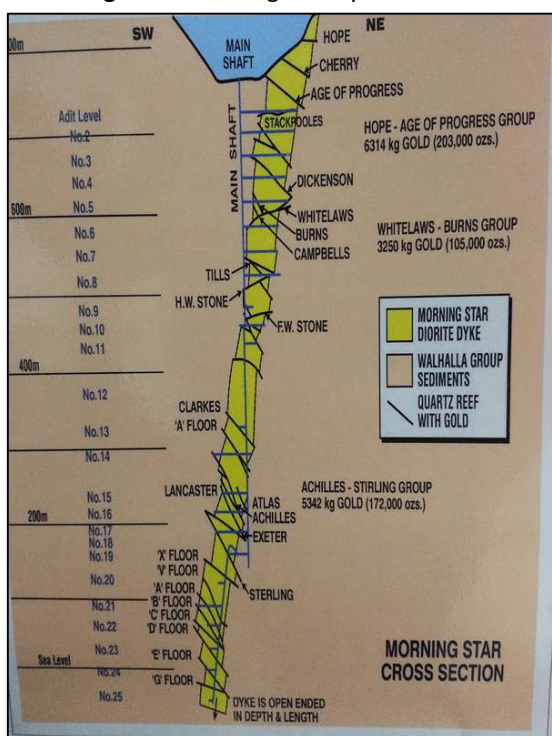 SW
NE
00m
MAIN
SHAFT
HOPE
CHERRY
AGE OF PROGRESS
Adit Level
STACKPOOLES
HOPE - AGE OF PROGRESS GROUP
6314 kg GOLD (203,000 ozs.)
No.2
MAIN SHAFT
No.3
No.4
DICKENSON
600m
No.5
WHITELAWS
BURNS
WHITELAWS - BURNS GROUP
3250 kg GOLD (105,000 ozs.)
No.6
CAMPBELLS
No.7
TILLS
No.8
H.W. STONE
No.9
F.W. STONE
No.10
No.11
MORNING STAR
DIORITE DYKE
WALHALLA GROUP
SEDIMENTS
QUARTZ REEF
WITH GOLD
400m
No.12
CLARKES
'A' FLOOR
No.13
No.14
LANCASTER
ACHILLES - STIRLING GROUP
5342 kg GOLD (172,000 ozs.)
No.15
ATLAS
No.16
ACHILLES
200m
No.17
EXETER
No.18
No.19
'X' FLOOR
'V' FLOOR
No.20
'A' FLOOR
STERLING
'B' FLOOR
No.21
'C' FLOOR
No.22
'D' FLOOR
No.23
'E' FLOOR
MORNING STAR
CROSS SECTION
Sea Level
No.24
'G' FLOOR
No.25
DYKE IS OPEN ENDED
IN DEPTH & LENGTH